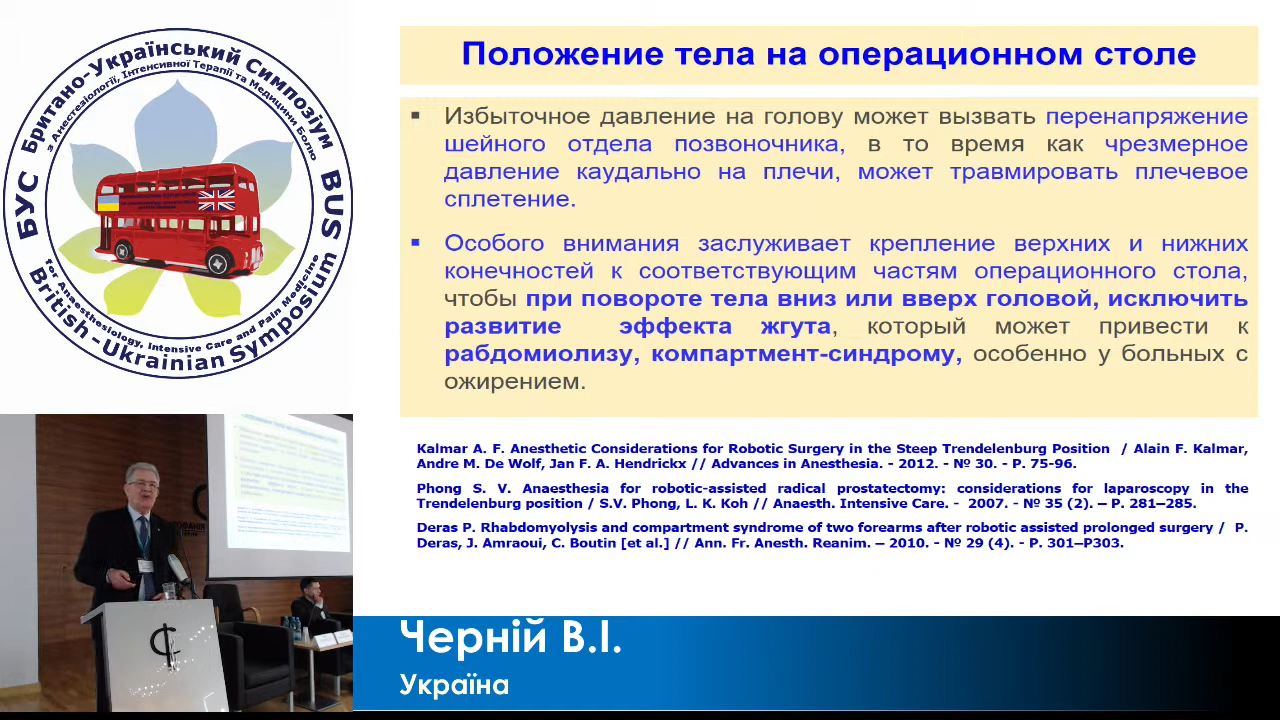 Британо-Український Симпозіум
з Анестезіології, Інтенсивної Терапії та Медицини Болю
БУС
BUS
for Anaesthesiology, Intensive Care and Pain Medicine
British-Ukrainian Symposium
Положение тела на операционном столе
▪ Избыточное давление на голову может вызвать перенапряжение
шейного отдела позвоночника, в то время как чрезмерное
давление каудально на плечи, может травмировать плечевое
сплетение.
▪ Особого внимания заслуживает крепление верхних и нижних
конечностей к соответствующим частям операционного стола,
чтобы при повороте тела вниз или вверх головой, исключить
развитие эффекта жгута, который может привести к
рабдомиолизу, компартмент-синдрому, особенно у больных с
ожирением.
Kalmar A. F. Anesthetic Considerations for Robotic Surgery in the Steep Trendelenburg Position / Alain F. Kalmar,
Andre M. De Wolf, Jan F. A. Hendrickx // Advances in Anesthesia. - 2012. - № 30. - P. 75-96.
Phong S. V. Anaesthesia for robotic-assisted radical prostatectomy: considerations for laparoscopy in the
Trendelenburg position / S.V. Phong, L. K. Koh // Anaesth. Intensive Care. - 2007. - № 35 (2). – P. 281–285.
Deras P. Rhabdomyolysis and compartment syndrome of two forearms after robotic assisted prolonged surgery / P.
Deras, J. Amraoui, C. Boutin [et al.] // Ann. Fr. Anesth. Reanim. – 2010. - № 29 (4). - P. 301–P303.
Черній В.І.
Україна